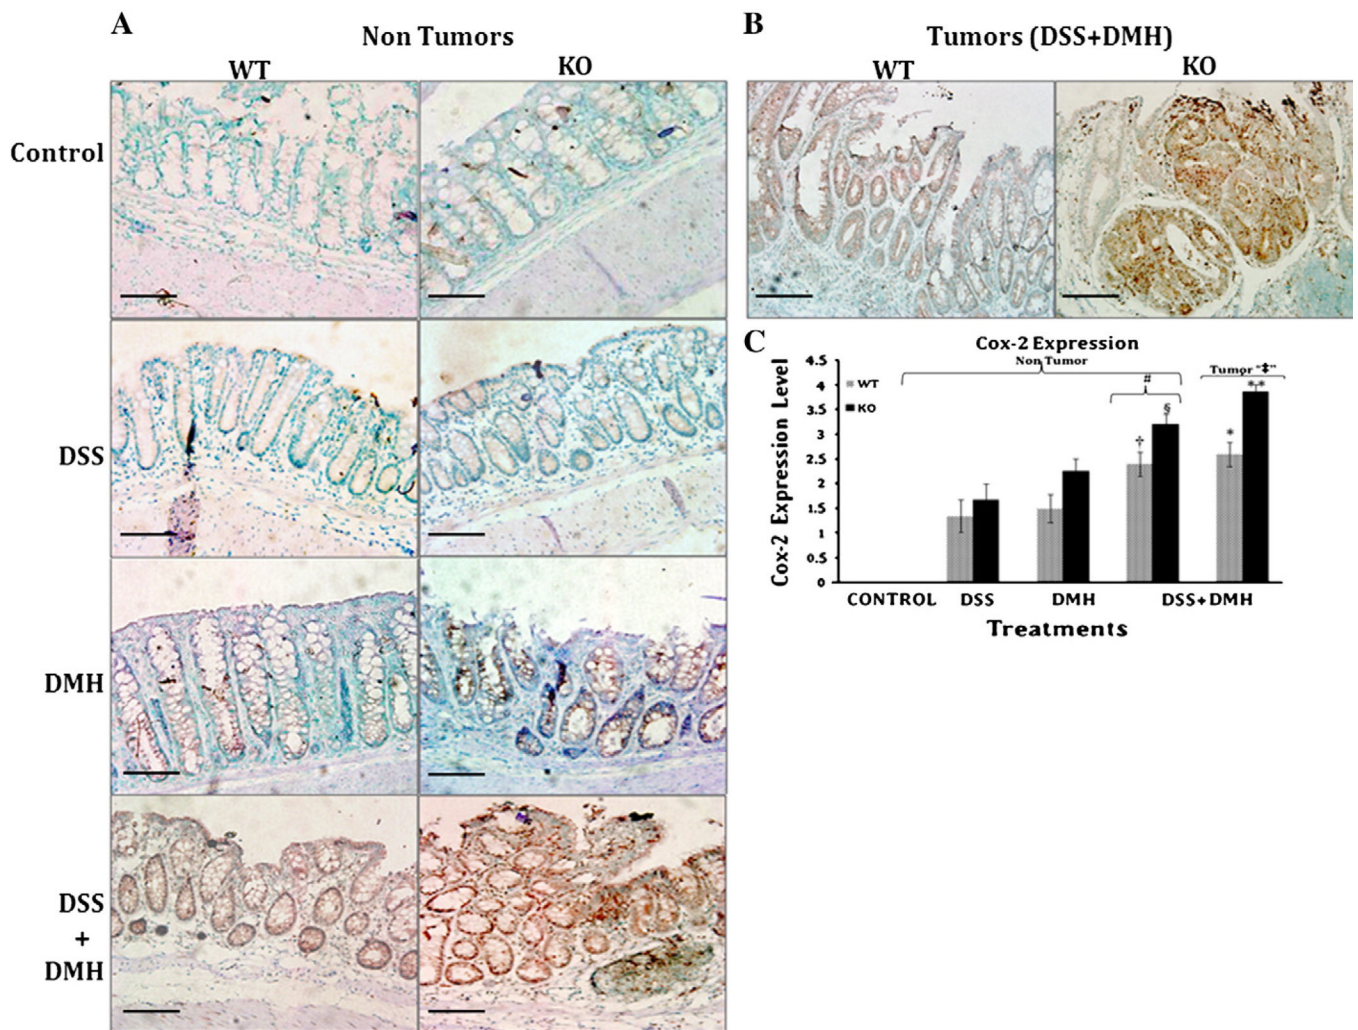 A
Non Tumors
WT KO
Control
DSS
DMH
DSS
+
DMH
B
Tumors (DSS+DMH)
WT KO
C
Cox-2 Expression
Non Tumor
Tumor "‡"
WT
KO
#
§
†
*
**
Cox-2 Expression Level
4.5
4
3.5
3
2.5
2
1.5
1
0.5
0
CONTROL DSS DMH DSS+DMH
Treatments